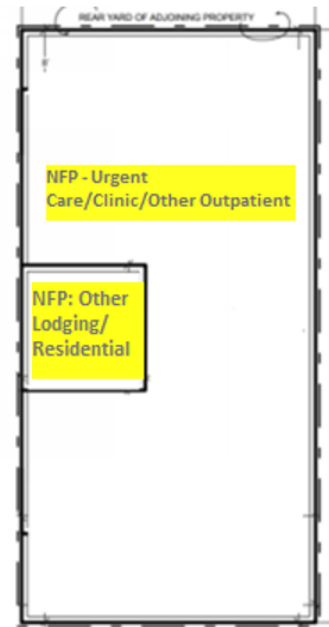 REAR YARD OF ADJOINING PROPERTY
NFP - Urgent
Care/Clinic/Other Outpatient
NFP: Other
Lodging/
Residential